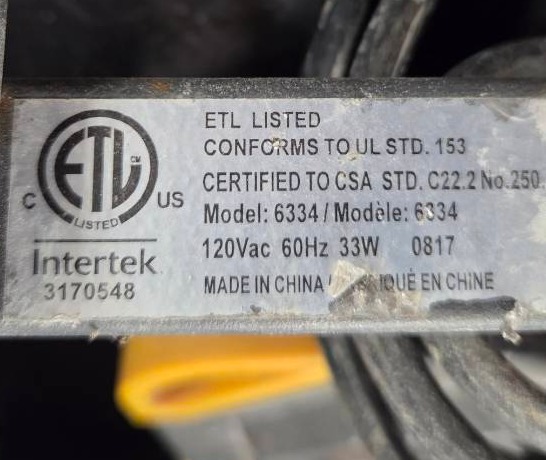 ETL LISTED
CONFORMS TO UL STD. 153
CERTIFIED TO CSA STD. C22.2 No.250.
Model: 6334 / Modèle: 6334
120Vac 60Hz 33W 0817
MADE IN CHINA EN CHINE
C ETL CM US
LISTED
Intertek
3170548